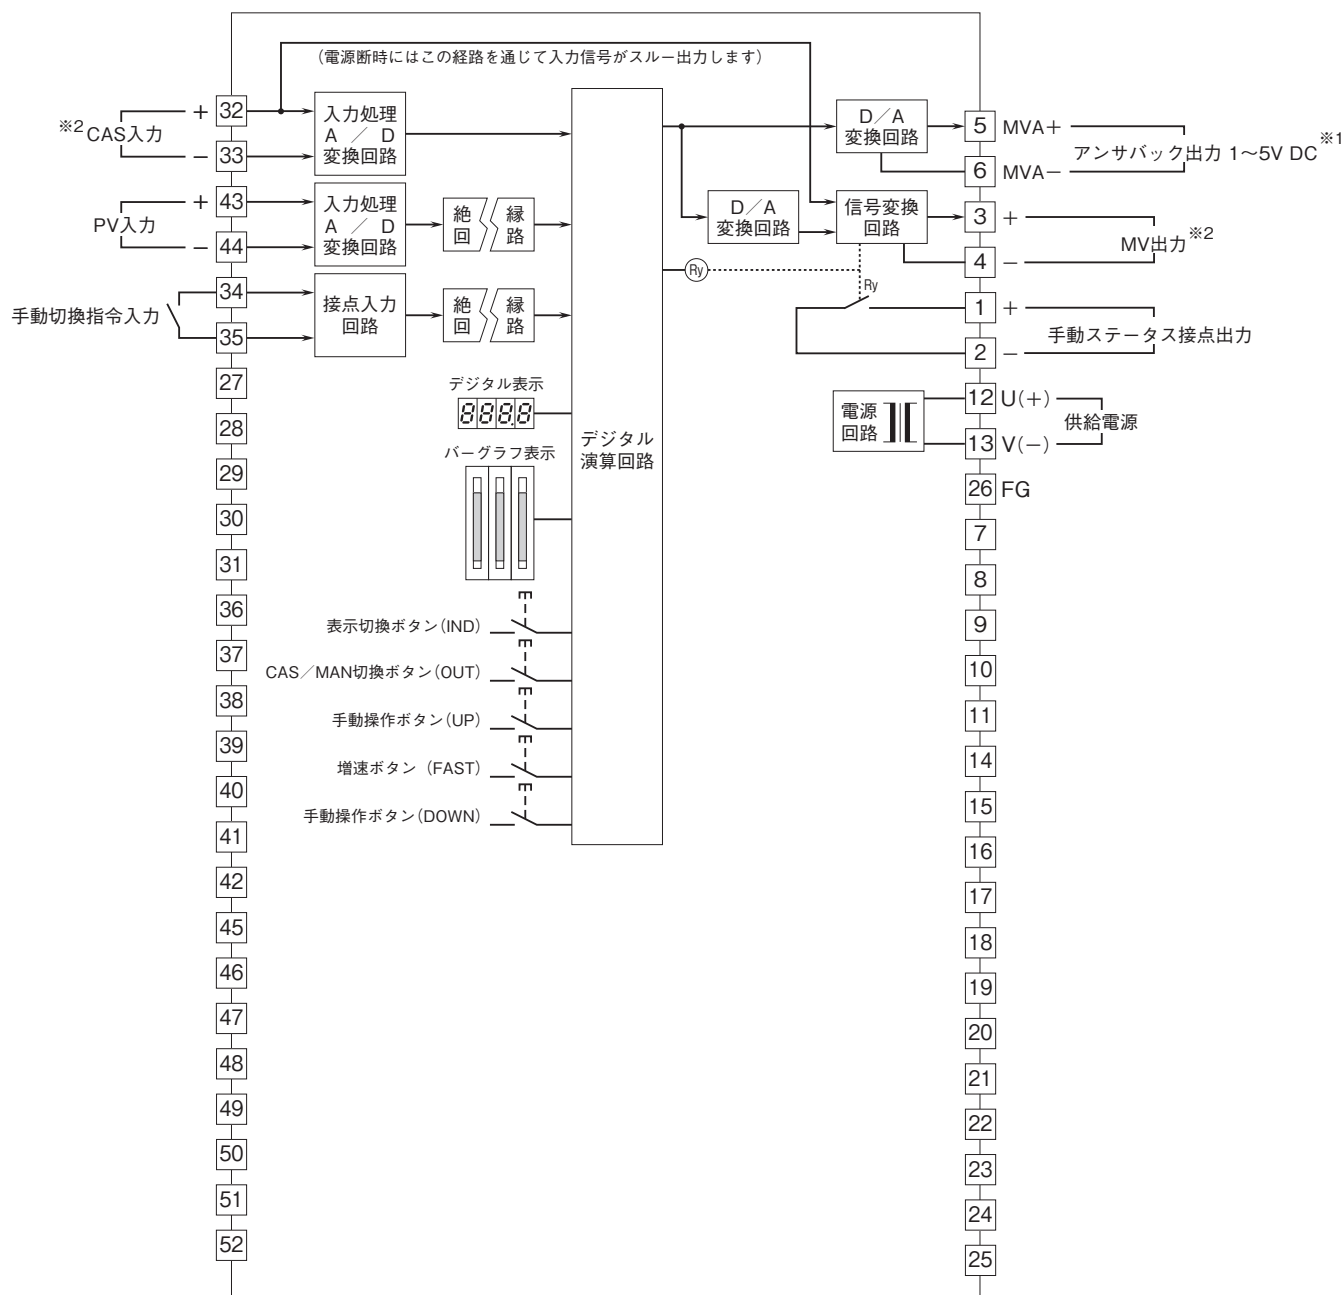 (電源断時にはこの経路を通じて入力信号がスルー出力します)
※2 CAS入力
+ 32
− 33
入力処理
A / D
変換回路
PV入力
+ 43
− 44
入力処理
A / D
変換回路
絶縁
回路
手動切換指令入力
34
35
接点入力
回路
絶縁
回路
27
28
29
30
31
36
37
38
39
40
41
42
45
46
47
48
49
50
51
52
デジタル表示
888.8
バーグラフ表示
表示切換ボタン(IND)
CAS/MAN切換ボタン(OUT)
手動操作ボタン(UP)
増速ボタン (FAST)
手動操作ボタン(DOWN)
デジタル
演算回路
D/A
変換回路
D/A
変換回路
信号変換
回路
Ry
Ry
5 MVA+
6 MVA−
アンサバック出力 1〜5V DC※1
3 +
4 −
MV出力※2
1 +
2 −
手動ステータス接点出力
電源
回路
12 U(+)
13 V(−)
供給電源
26 FG
7
8
9
10
11
14
15
16
17
18
19
20
21
22
23
24
25